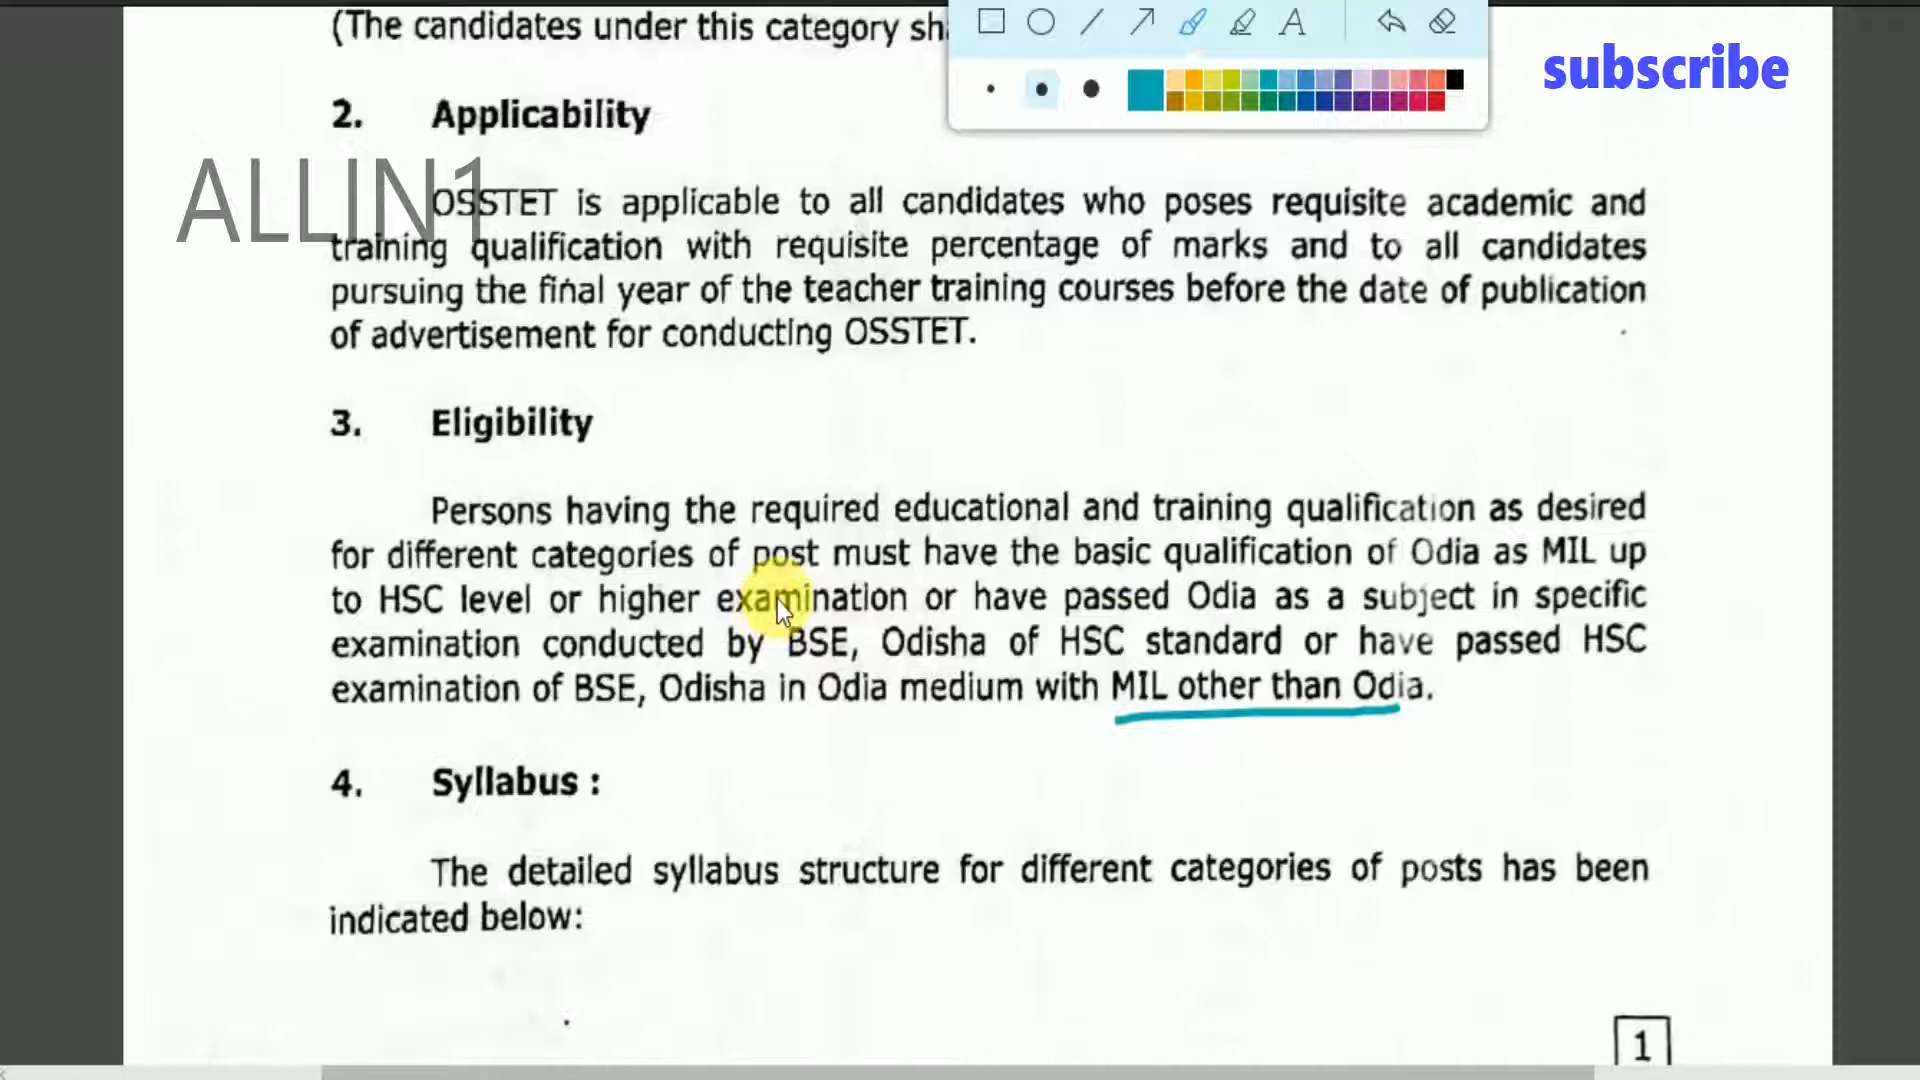 (The candidates under this category sh
subscribe
2. Applicability
ALLIN1
OSSTET is applicable to all candidates who poses requisite academic and
training qualification with requisite percentage of marks and to all candidates
pursuing the final year of the teacher training courses before the date of publication
of advertisement for conducting OSSTET.
3. Eligibility
Persons having the required educational and training qualification as desired
for different categories of post must have the basic qualification of Odia as MIL up
to HSC level or higher examination or have passed Odia as a subject in specific
examination conducted by BSE, Odisha of HSC standard or have passed HSC
examination of BSE, Odisha in Odia medium with MIL other than Odia.
4. Syllabus :
The detailed syllabus structure for different categories of posts has been
indicated below:
1